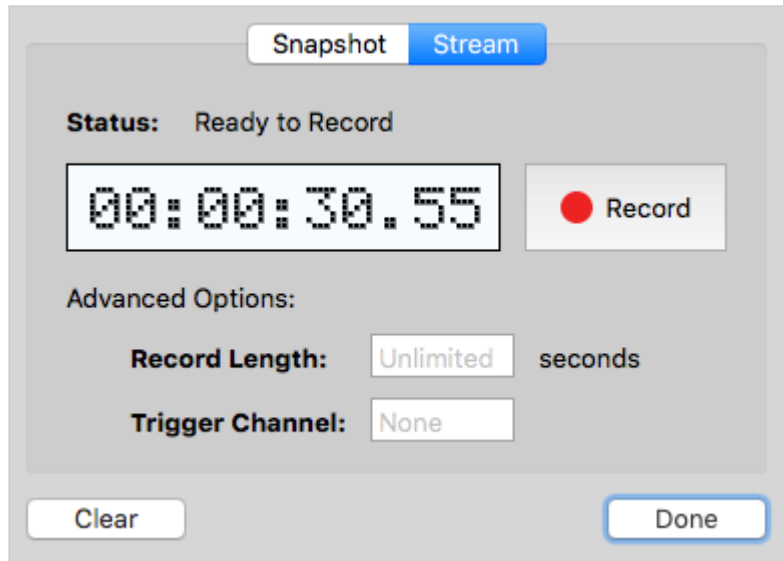 Snapshot Stream
Status: Ready to Record
00:00:30.55 Record
Advanced Options:
Record Length: Unlimited seconds
Trigger Channel: None
Clear Done